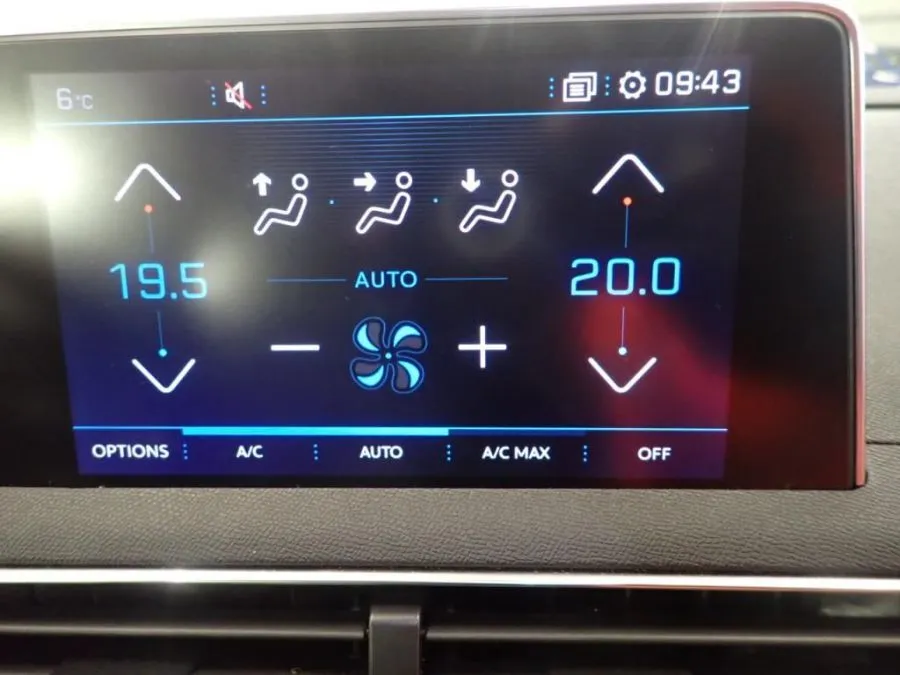 6°C 09:43
19.5 AUTO 20.0
OPTIONS A/C AUTO A/C MAX OFF